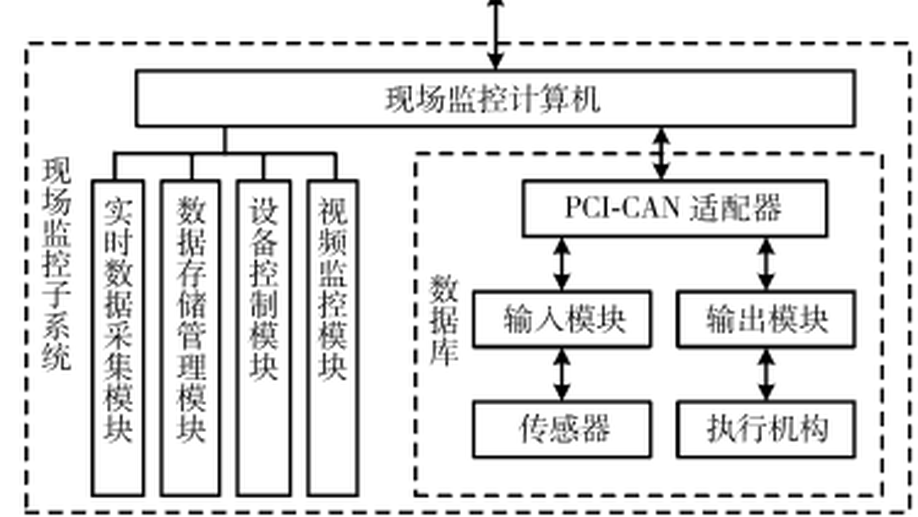 现场监控计算机
现场监控子系统
实时数据采集模块
数据存储管理模块
设备控制模块
视频监控模块
数据库
PCI-CAN 适配器
输入模块
输出模块
传感器
执行机构